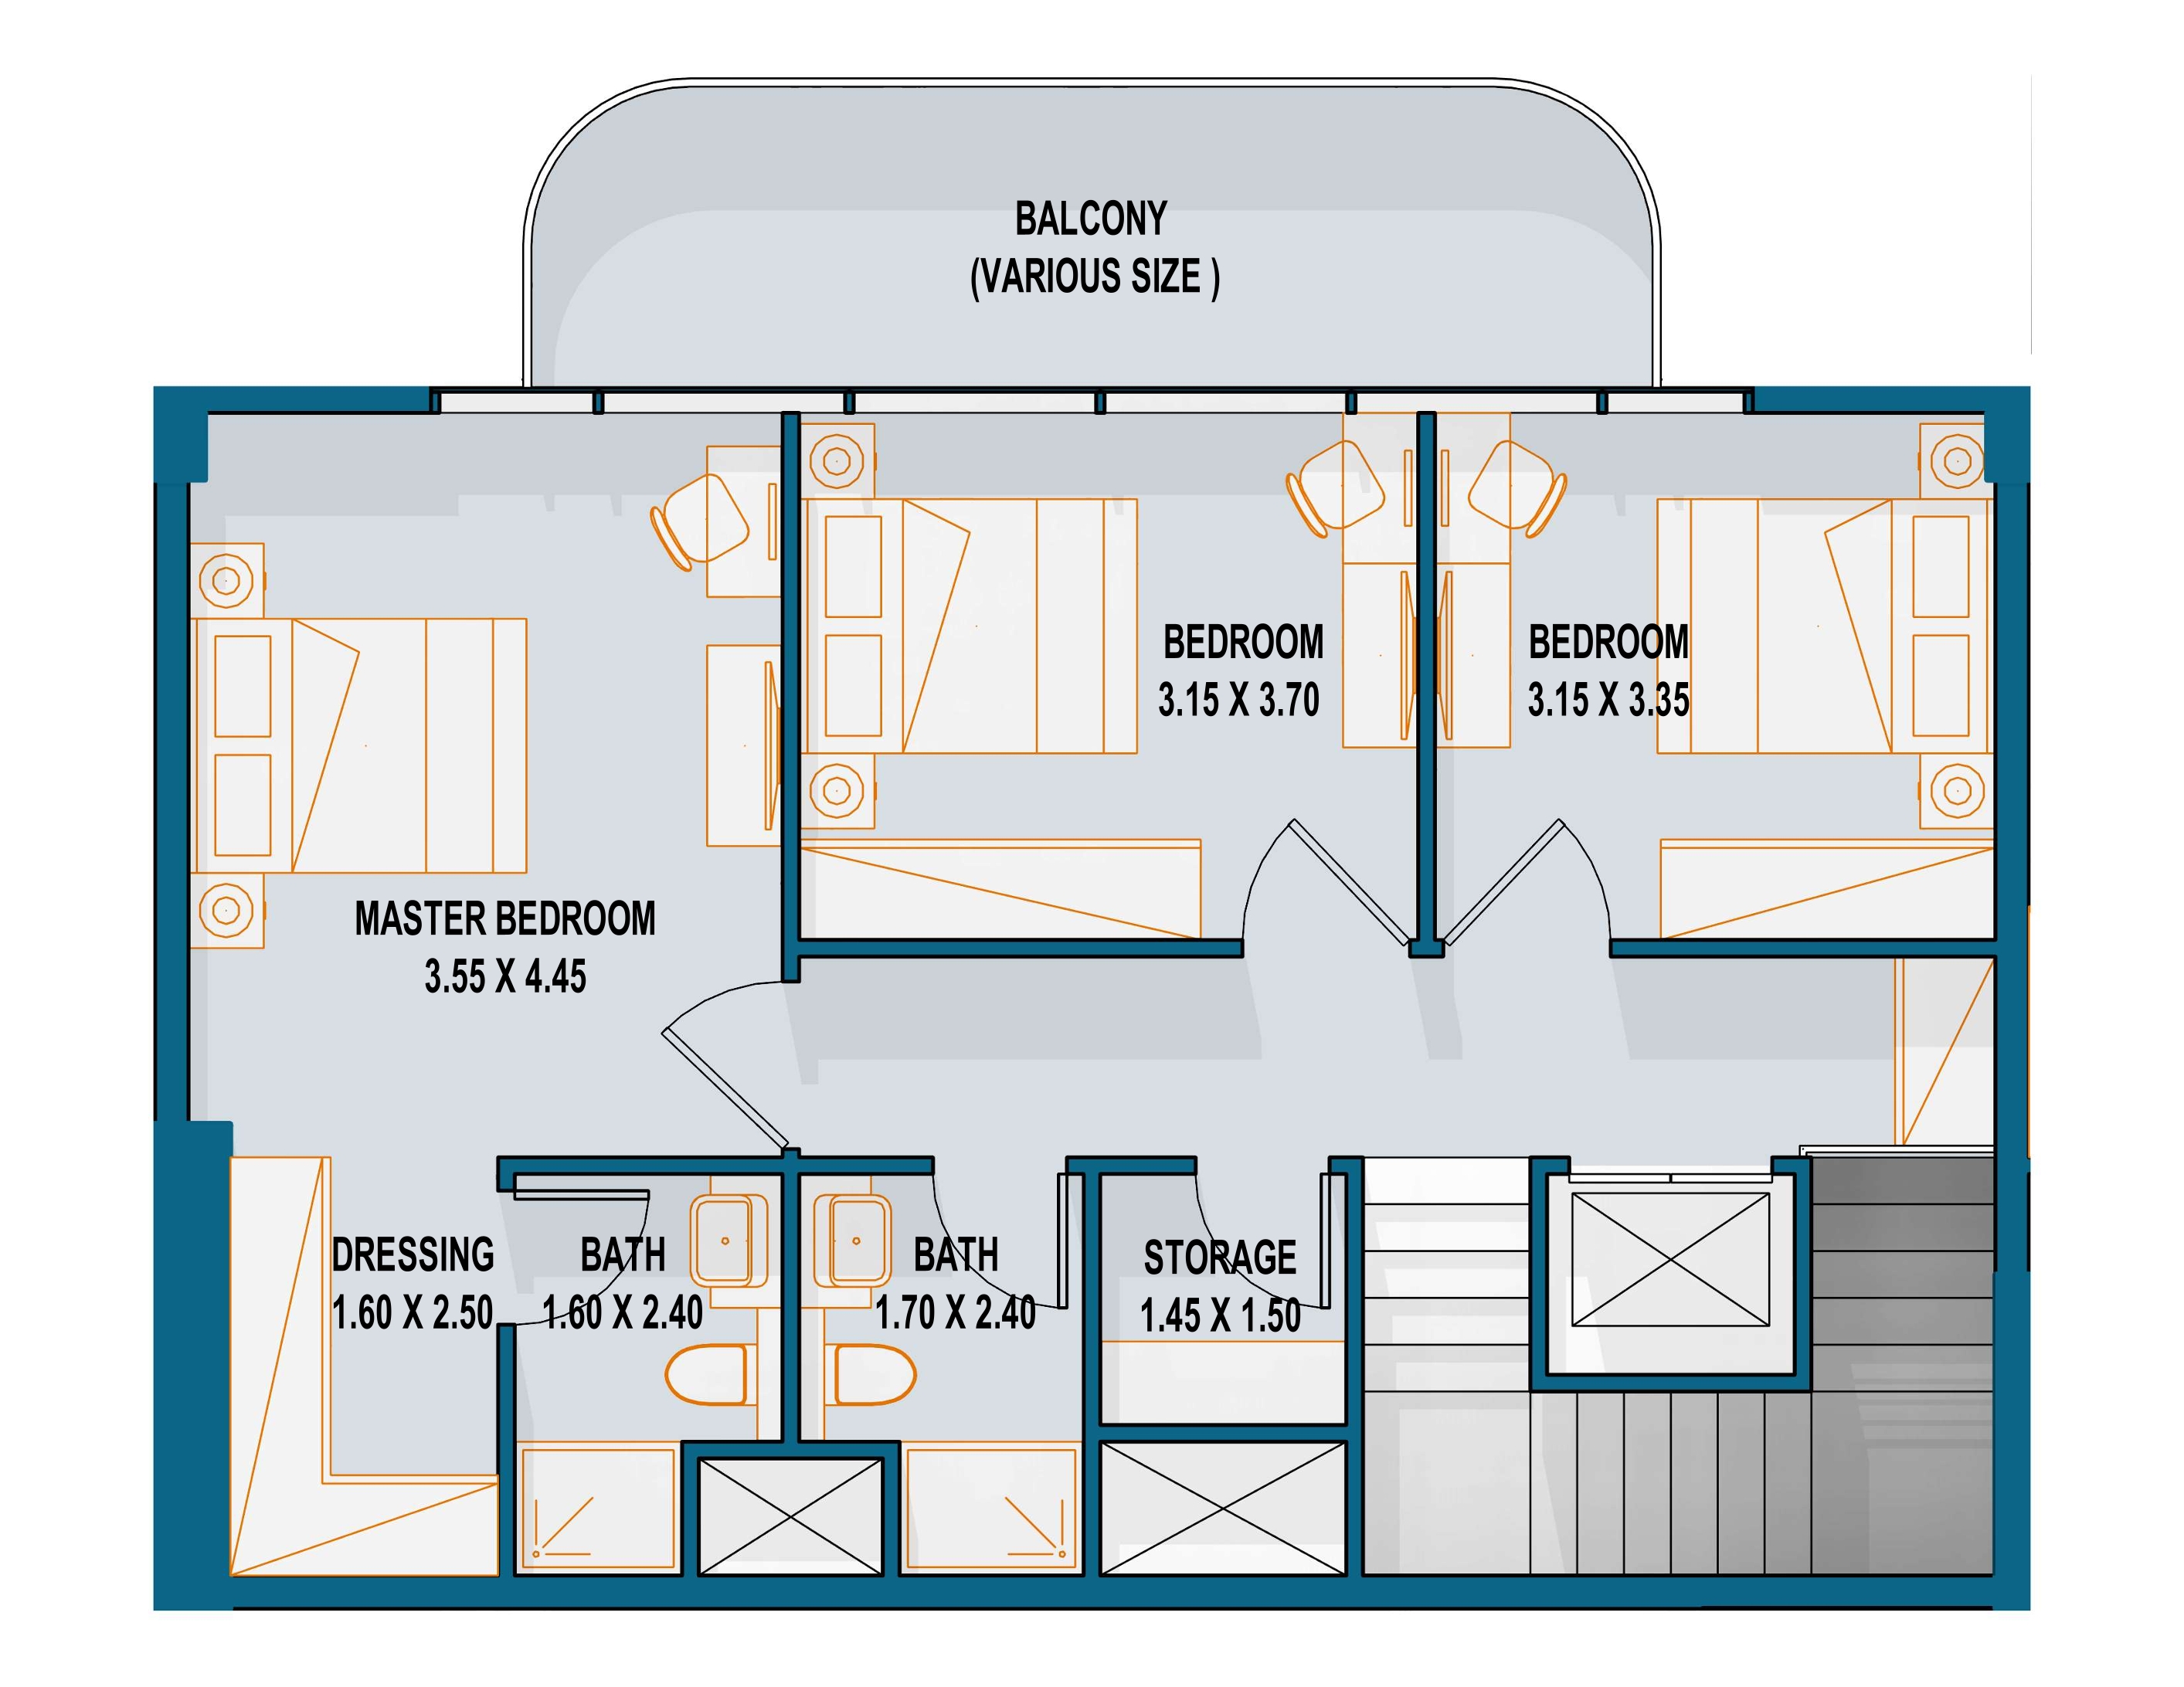 BALCONY
(VARIOUS SIZE )
BEDROOM
3.15 X 3.70
BEDROOM
3.15 X 3.35
MASTER BEDROOM
3.55 X 4.45
DRESSING
1.60 X 2.50
BATH
1.60 X 2.40
BATH
1.70 X 2.40
STORAGE
1.45 X 1.50